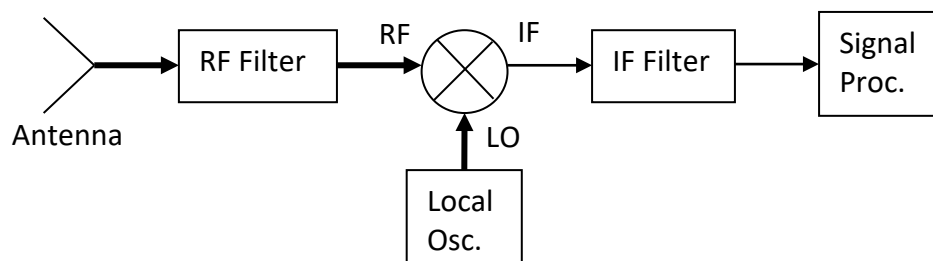 RF
IF
RF Filter
IF Filter
Signal
Proc.
Antenna
LO
Local
Osc.